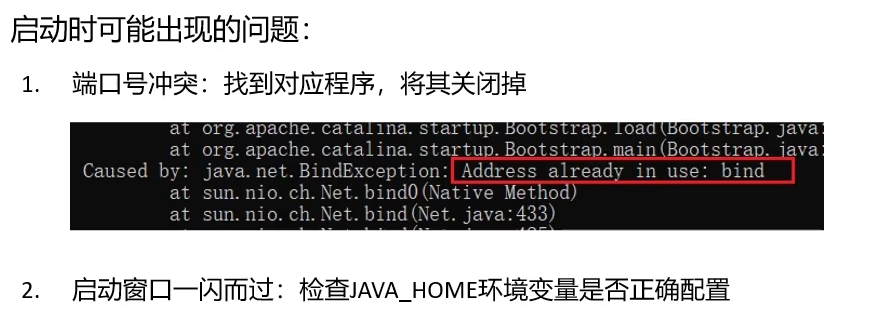 启动时可能出现的问题：
1. 端口号冲突：找到对应程序，将其关闭掉
at org.apache.catalina.startup.Bootstrap.load(Bootstrap.java:
at org.apache.catalina.startup.Bootstrap.main(Bootstrap.java:
Caused by: java.net.BindException: Address already in use: bind
at sun.nio.ch.Net.bind0(Native Method)
at sun.nio.ch.Net.bind(Net.java:433)
2. 启动窗口一闪而过：检查JAVA_HOME环境变量是否正确配置